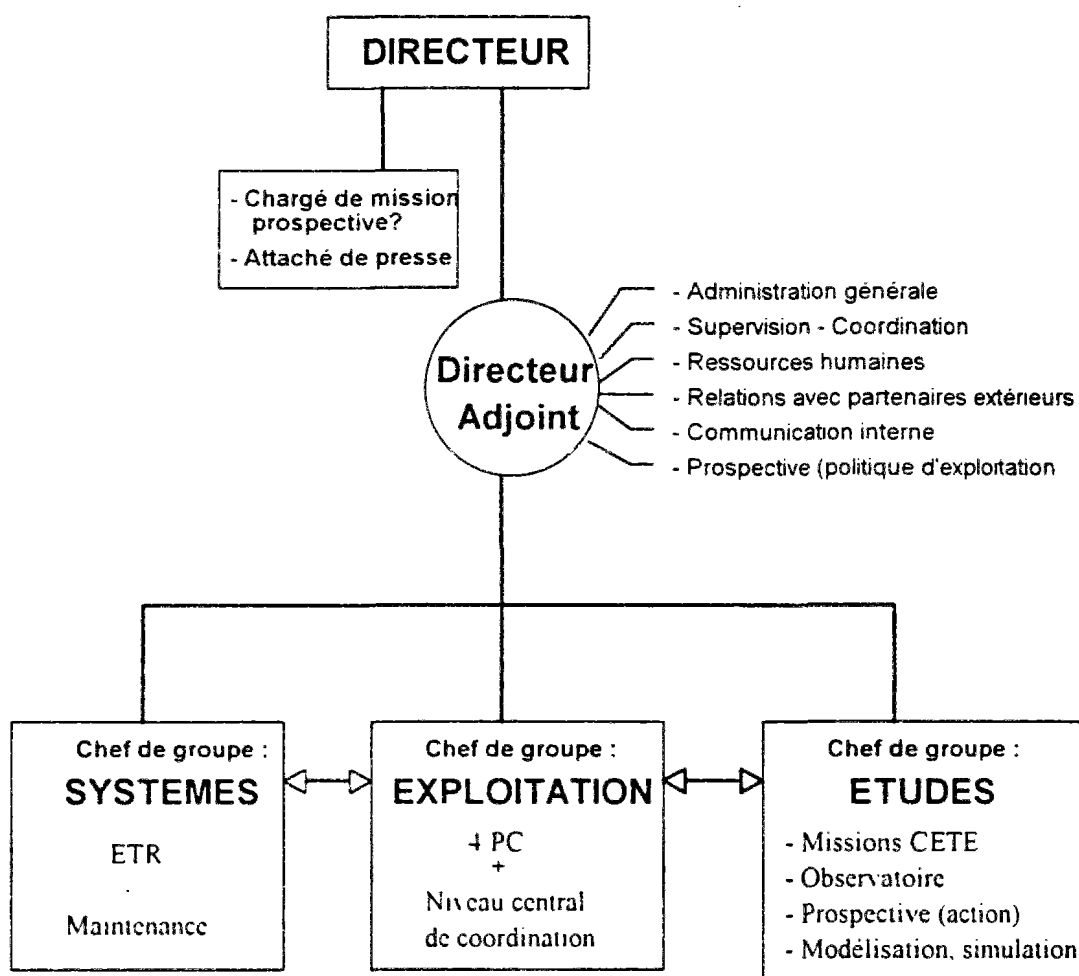 DIRECTEUR
- Chargé de mission
prospective?
- Attaché de presse
Directeur
Adjoint
- Administration générale
- Supervision - Coordination
- Ressources humaines
- Relations avec partenaires extérieurs
- Communication interne
- Prospective (politique d'exploitation
Chef de groupe :
SYSTEMES
ETR
Maintenance
Chef de groupe :
EXPLOITATION
4 PC
+
Niveau central
de coordination
Chef de groupe :
ETUDES
- Missions CETE
- Observatoire
- Prospective (action)
- Modélisation, simulation